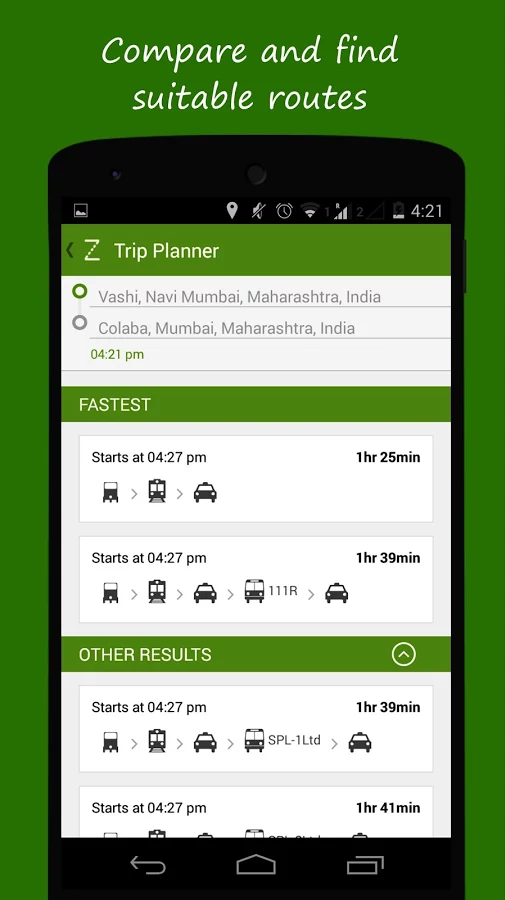 Compare and find
suitable routes
R
1 2 4:21
Z Trip Planner
Vashi, Navi Mumbai, Maharashtra, India
Colaba, Mumbai, Maharashtra, India
04:21 pm
FASTEST
Starts at 04:27 pm 1hr 25min
Starts at 04:27 pm 1hr 39min
111R
OTHER RESULTS
Starts at 04:27 pm 1hr 39min
SPL-1Ltd
Starts at 04:27 pm 1hr 41min